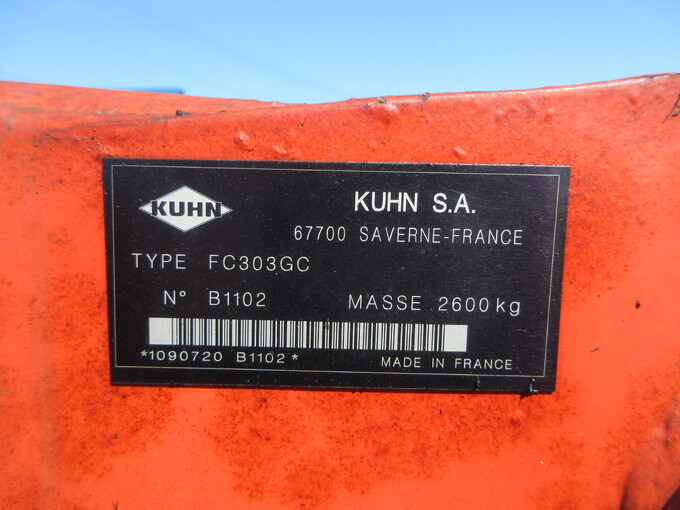 KUHN
KUHN S.A.
67700 SAVERNE-FRANCE
TYPE FC303GC
N° B1102 MASSE 2600kg
*1090720 B1102*
MADE IN FRANCE